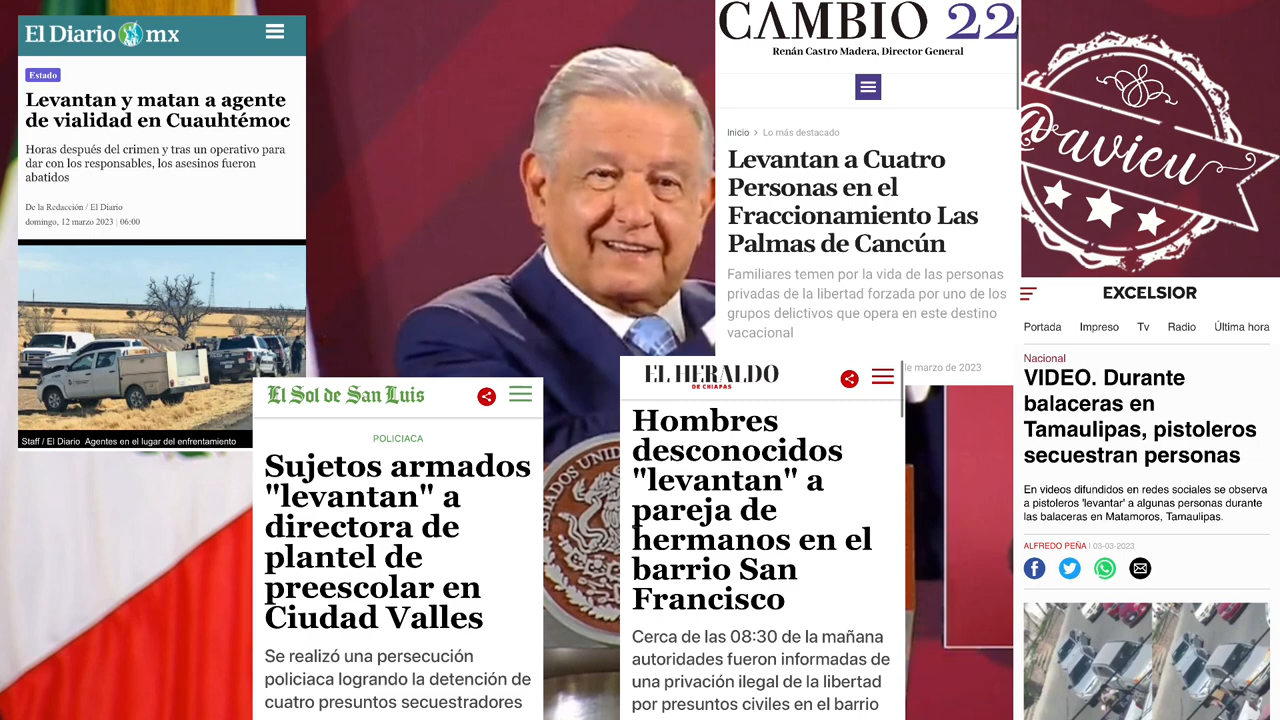 El Diario mx
Estado
Levantan y matan a agente
de vialidad en Cuauhtémoc
Horas después del crimen y tras un operativo para
dar con los responsables, los asesinos fueron
abatidos
De la Redacción / El Diario
domingo, 12 marzo 2023 | 06:00
Staff / El Diario Agentes en el lugar del enfrentamiento
El Sol de San Luis
POLICIACA
Sujetos armados
"levantan" a
directora de
plantel de
preescolar en
Ciudad Valles
Se realizó una persecución
policiaca logrando la detención de
cuatro presuntos secuestradores
CAMBIO 22
Renán Castro Madera, Director General
Inicio > Lo más destacado
Levantan a Cuatro
Personas en el
Fraccionamiento Las
Palmas de Cancún
Familiares temen por la vida de las personas
privadas de la libertad forzada por uno de los
grupos delictivos que opera en este destino
vacacional
de marzo de 2023
EL HERALDO
DE CHIAPAS
Hombres
desconocidos
"levantan" a
pareja de
hermanos en el
barrio San
Francisco
Cerca de las 08:30 de la mañana
autoridades fueron informadas de
una privación ilegal de la libertad
por presuntos civiles en el barrio
@avieu
EXCELSIOR
Portada Impreso Tv Radio Última hora
Nacional
VIDEO. Durante
balaceras en
Tamaulipas, pistoleros
secuestran personas
En videos difundidos en redes sociales se observa
a pistoleros 'levantar' a algunas personas durante
las balaceras en Matamoros, Tamaulipas.
ALFREDO PEÑA | 03-03-2023